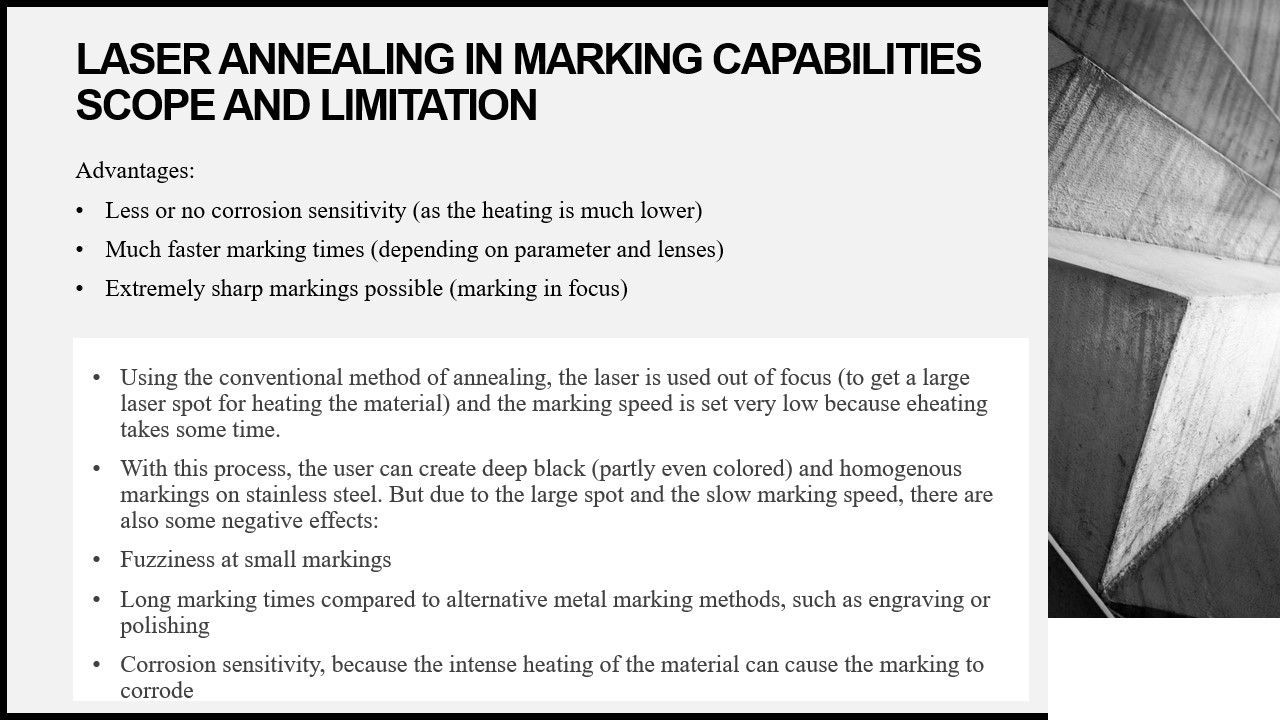 LASER ANNEALING IN MARKING CAPABILITIES
SCOPE AND LIMITATION
Advantages:
• Less or no corrosion sensitivity (as the heating is much lower)
• Much faster marking times (depending on parameter and lenses)
• Extremely sharp markings possible (marking in focus)
• Using the conventional method of annealing, the laser is used out of focus (to get a large
laser spot for heating the material) and the marking speed is set very low because eheating
takes some time.
• With this process, the user can create deep black (partly even colored) and homogenous
markings on stainless steel. But due to the large spot and the slow marking speed, there are
also some negative effects:
• Fuzziness at small markings
• Long marking times compared to alternative metal marking methods, such as engraving or
polishing
• Corrosion sensitivity, because the intense heating of the material can cause the marking to
corrode